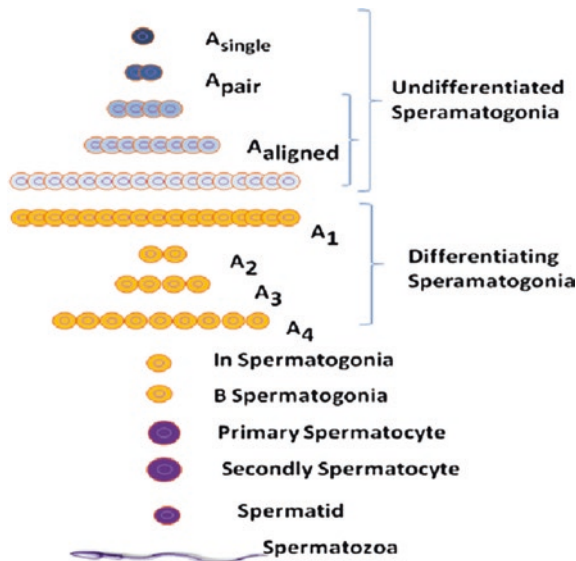 Asingle
Apair
Undifferentiated
Speramatogonia
Aaligned
A1
A2
A3
A4
Differentiating
Speramatogonia
In Spermatogonia
B Spermatogonia
Primary Spermatocyte
Secondly Spermatocyte
Spermatid
Spermatozoa